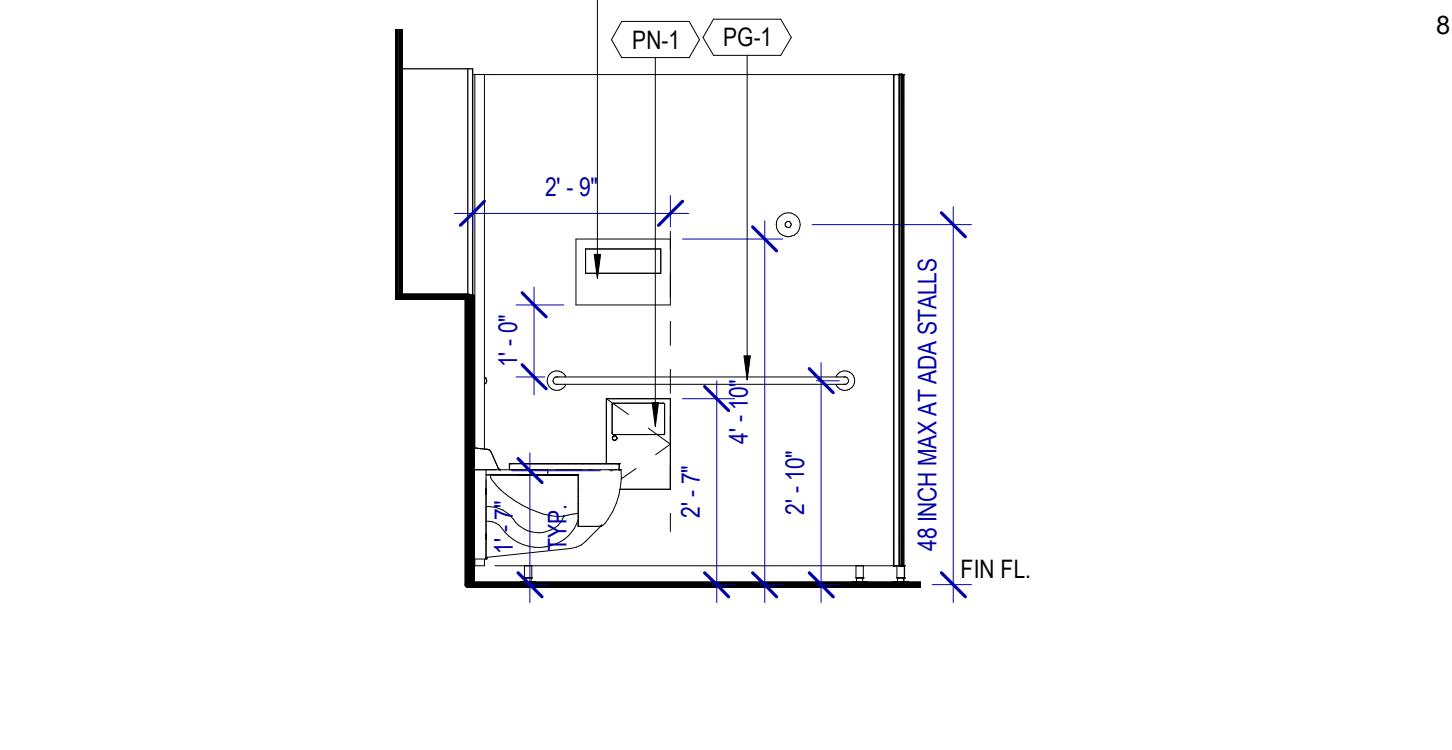 8
PN-1
PG-1
2' - 9"
1' - 0"
4' - 10"
2' - 7"
2' - 10"
1' - 7"
TYP.
48 INCH MAX AT ADA STALLS
FIN FL.